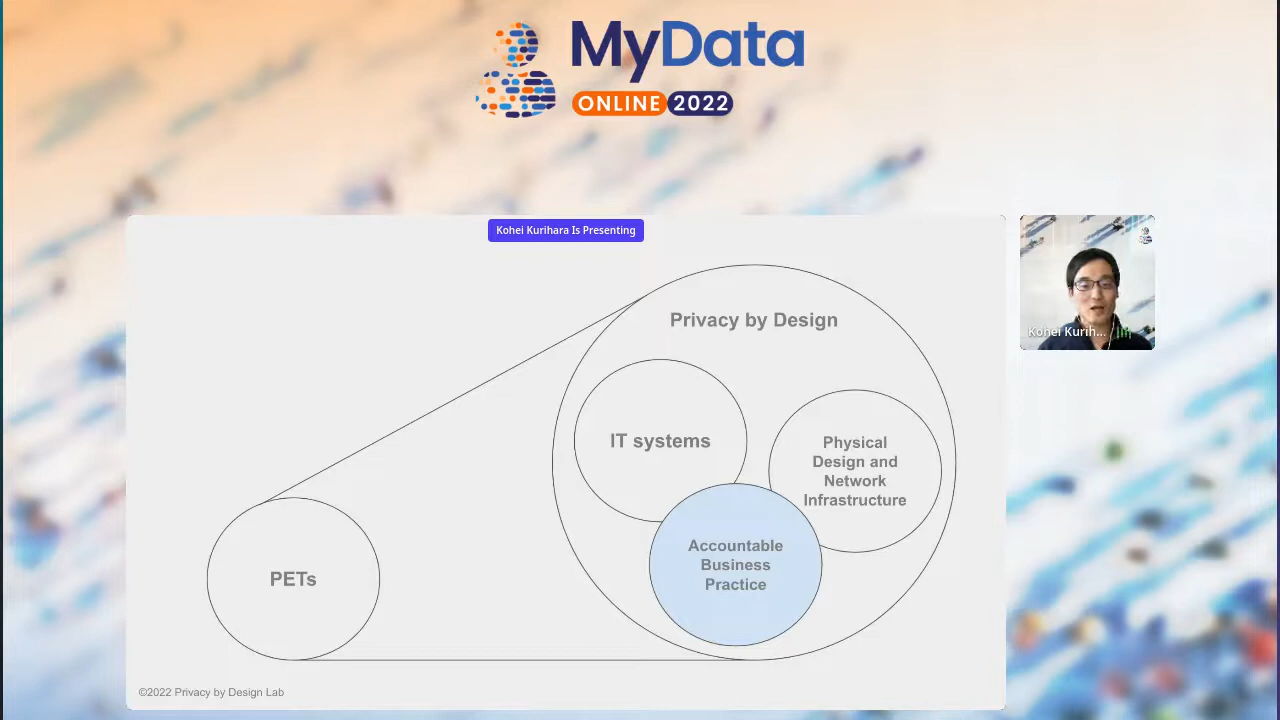 MyData
ONLINE 2022
Kohei Kurihara Is Presenting
Privacy by Design
IT systems
Physical
Design and
Network
Infrastructure
Accountable
Business
Practice
PETs
Kohei Kurih...
©2022 Privacy by Design Lab